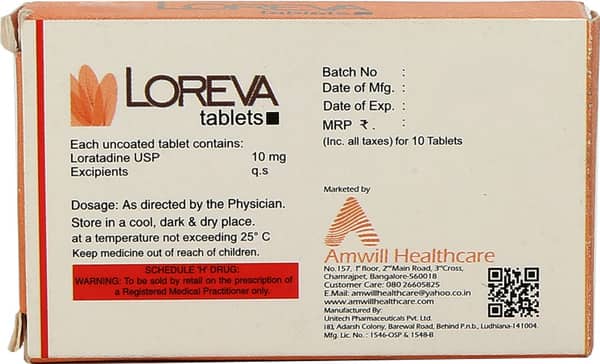 LOREVA
tablets
LOREVA
tablets
Each uncoated tablet contains:
Loratadine USP 10 mg
Excipients q.s
Dosage: As directed by the Physician.
Store in a cool, dark & dry place.
at a temperature not exceeding 25° C
Keep medicine out of reach of children.
SCHEDULE 'H' DRUG:
WARNING: To be sold by retail on the prescription of
a Registered Medical Practitioner only.
Batch No :
Date of Mfg. :
Date of Exp. :
MRP ₹ . :
(Inc. all taxes) for 10 Tablets
Marketed by
Amwill Healthcare
No.157, 1st floor, 2nd Main Road, 3rd Cross,
Chamrajpet, Bangalore-560018
Customer Care: 080 26605825
E.Mail: amwillhealthcare@yahoo.co.in
www.amwillhealthcare.com
Manufactured by:
Unitech Pharmaceuticals Pvt. Ltd.
183, Adarsh Colony, Barewal Road, Behind P.n.b., Ludhiana-141004.
Mfg. Lic. No.: 1546-OSP & 1548-B